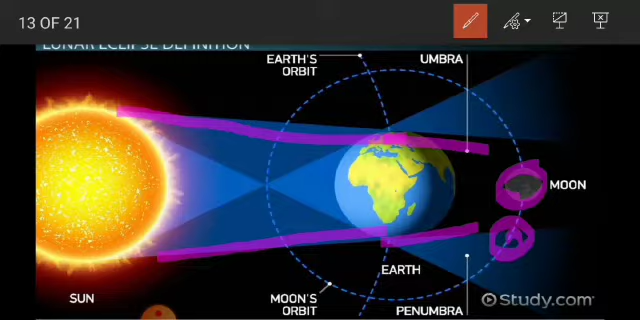 13 OF 21
LUNAR ECLIPSE DEFINITION
EARTH'S
ORBIT
UMBRA
MOON
EARTH
SUN
MOON'S
ORBIT
PENUMBRA
Study.com